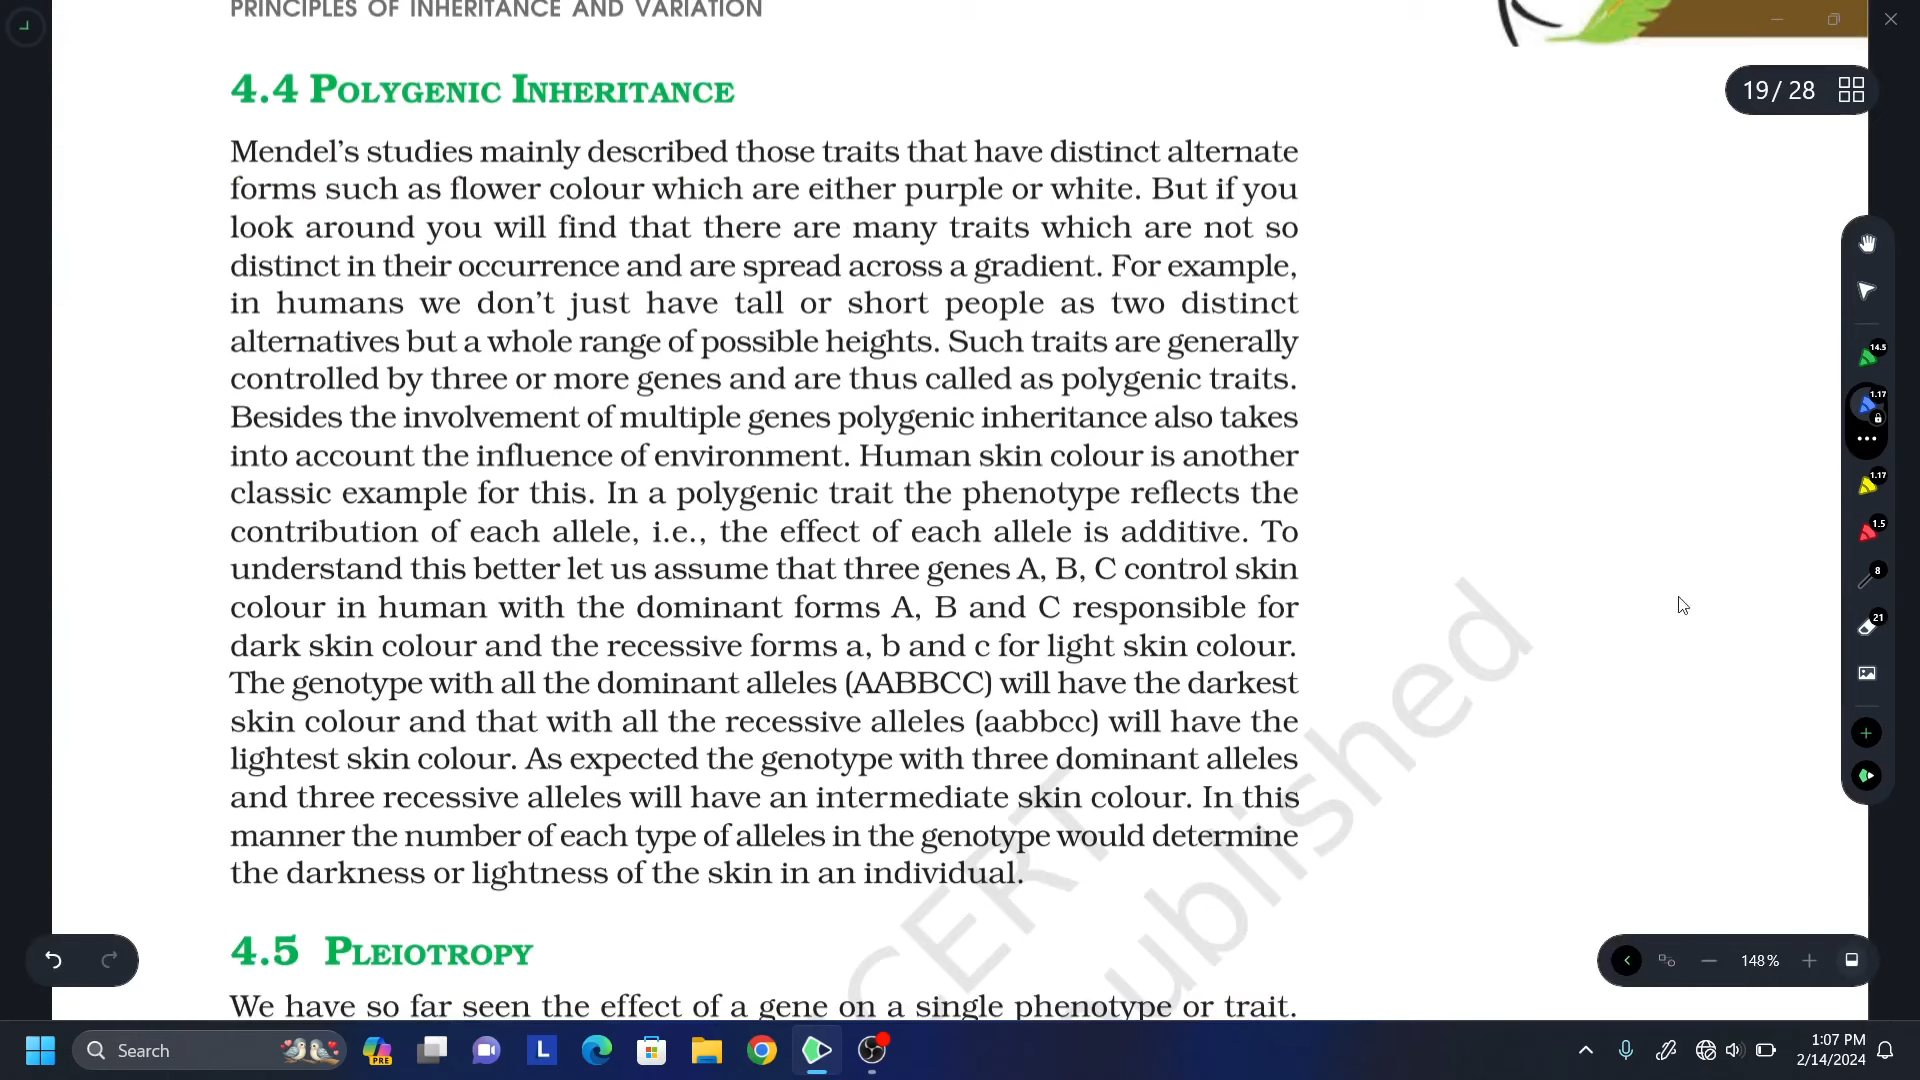 PRINCIPLES OF INHERITANCE AND VARIATION
4.4 POLYGENIC INHERITANCE
19/ 28
Mendel's studies mainly described those traits that have distinct alternate
forms such as flower colour which are either purple or white. But if you
look around you will find that there are many traits which are not so
distinct in their occurrence and are spread across a gradient. For example,
in humans we don't just have tall or short people as two distinct
alternatives but a whole range of possible heights. Such traits are generally
controlled by three or more genes and are thus called as polygenic traits.
Besides the involvement of multiple genes polygenic inheritance also takes
into account the influence of environment. Human skin colour is another
classic example for this. In a polygenic trait the phenotype reflects the
contribution of each allele, i.e., the effect of each allele is additive. To
understand this better let us assume that three genes A, B, C control skin
colour in human with the dominant forms A, B and C responsible for
dark skin colour and the recessive forms a, b and c for light skin colour.
The genotype with all the dominant alleles (AABBCC) will have the darkest
skin colour and that with all the recessive alleles (aabbcc) will have the
lightest skin colour. As expected the genotype with three dominant alleles
and three recessive alleles will have an intermediate skin colour. In this
manner the number of each type of alleles in the genotype would determine
the darkness or lightness of the skin in an individual.
4.5 PLEIOTROPY
We have so far seen the effect of a gene on a single phenotype or trait.
CERT
ublished
14.5
1.17
1.17
1.5
8
21
148%
Search
PRE
L
1:07 PM
2/14/2024